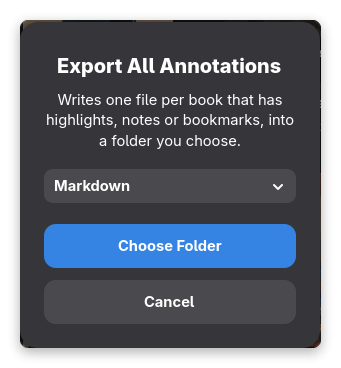 Export All Annotations
Writes one file per book that has
highlights, notes or bookmarks, into
a folder you choose.
Markdown
Choose Folder
Cancel